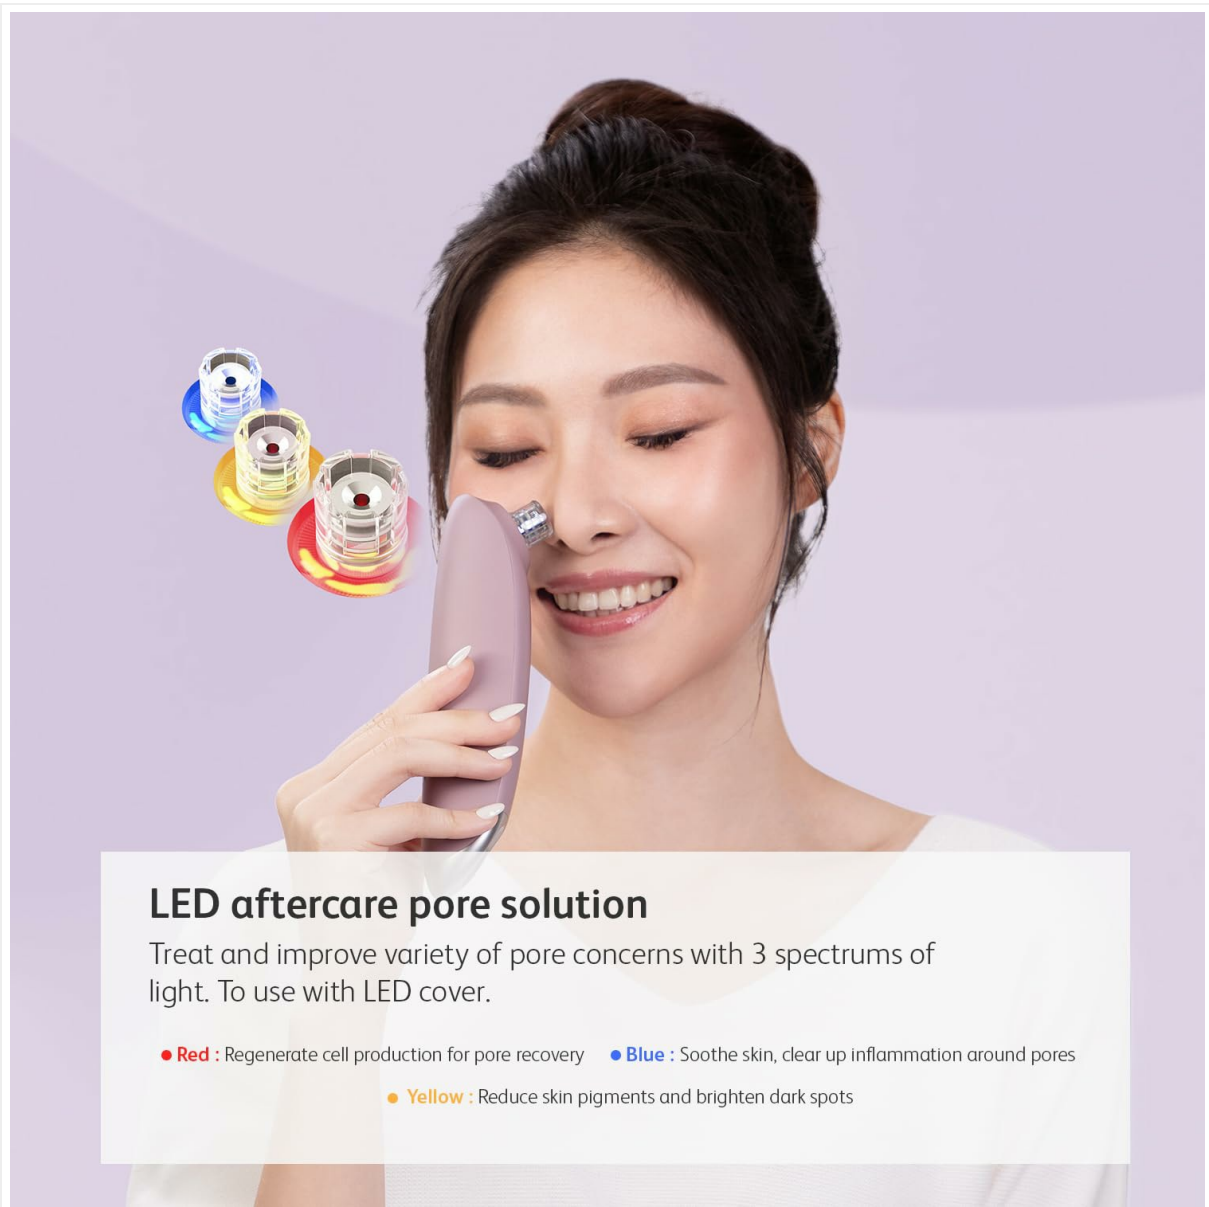 LED aftercare pore solution
Treat and improve variety of pore concerns with 3 spectrums of
light. To use with LED cover.
● Red : Regenerate cell production for pore recovery
● Blue : Soothe skin, clear up inflammation around pores
● Yellow : Reduce skin pigments and brighten dark spots